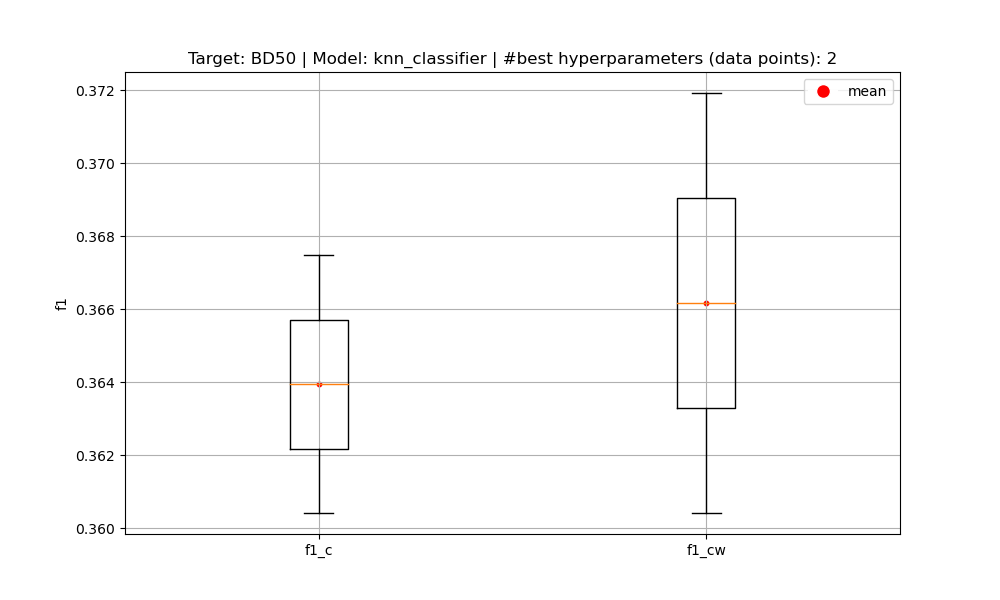 Target: BD50 | Model: knn_classifier | #best hyperparameters (data points): 2
mean
0.372
0.370
0.368
0.366
0.364
0.362
0.360
f1
f1_c
f1_cw